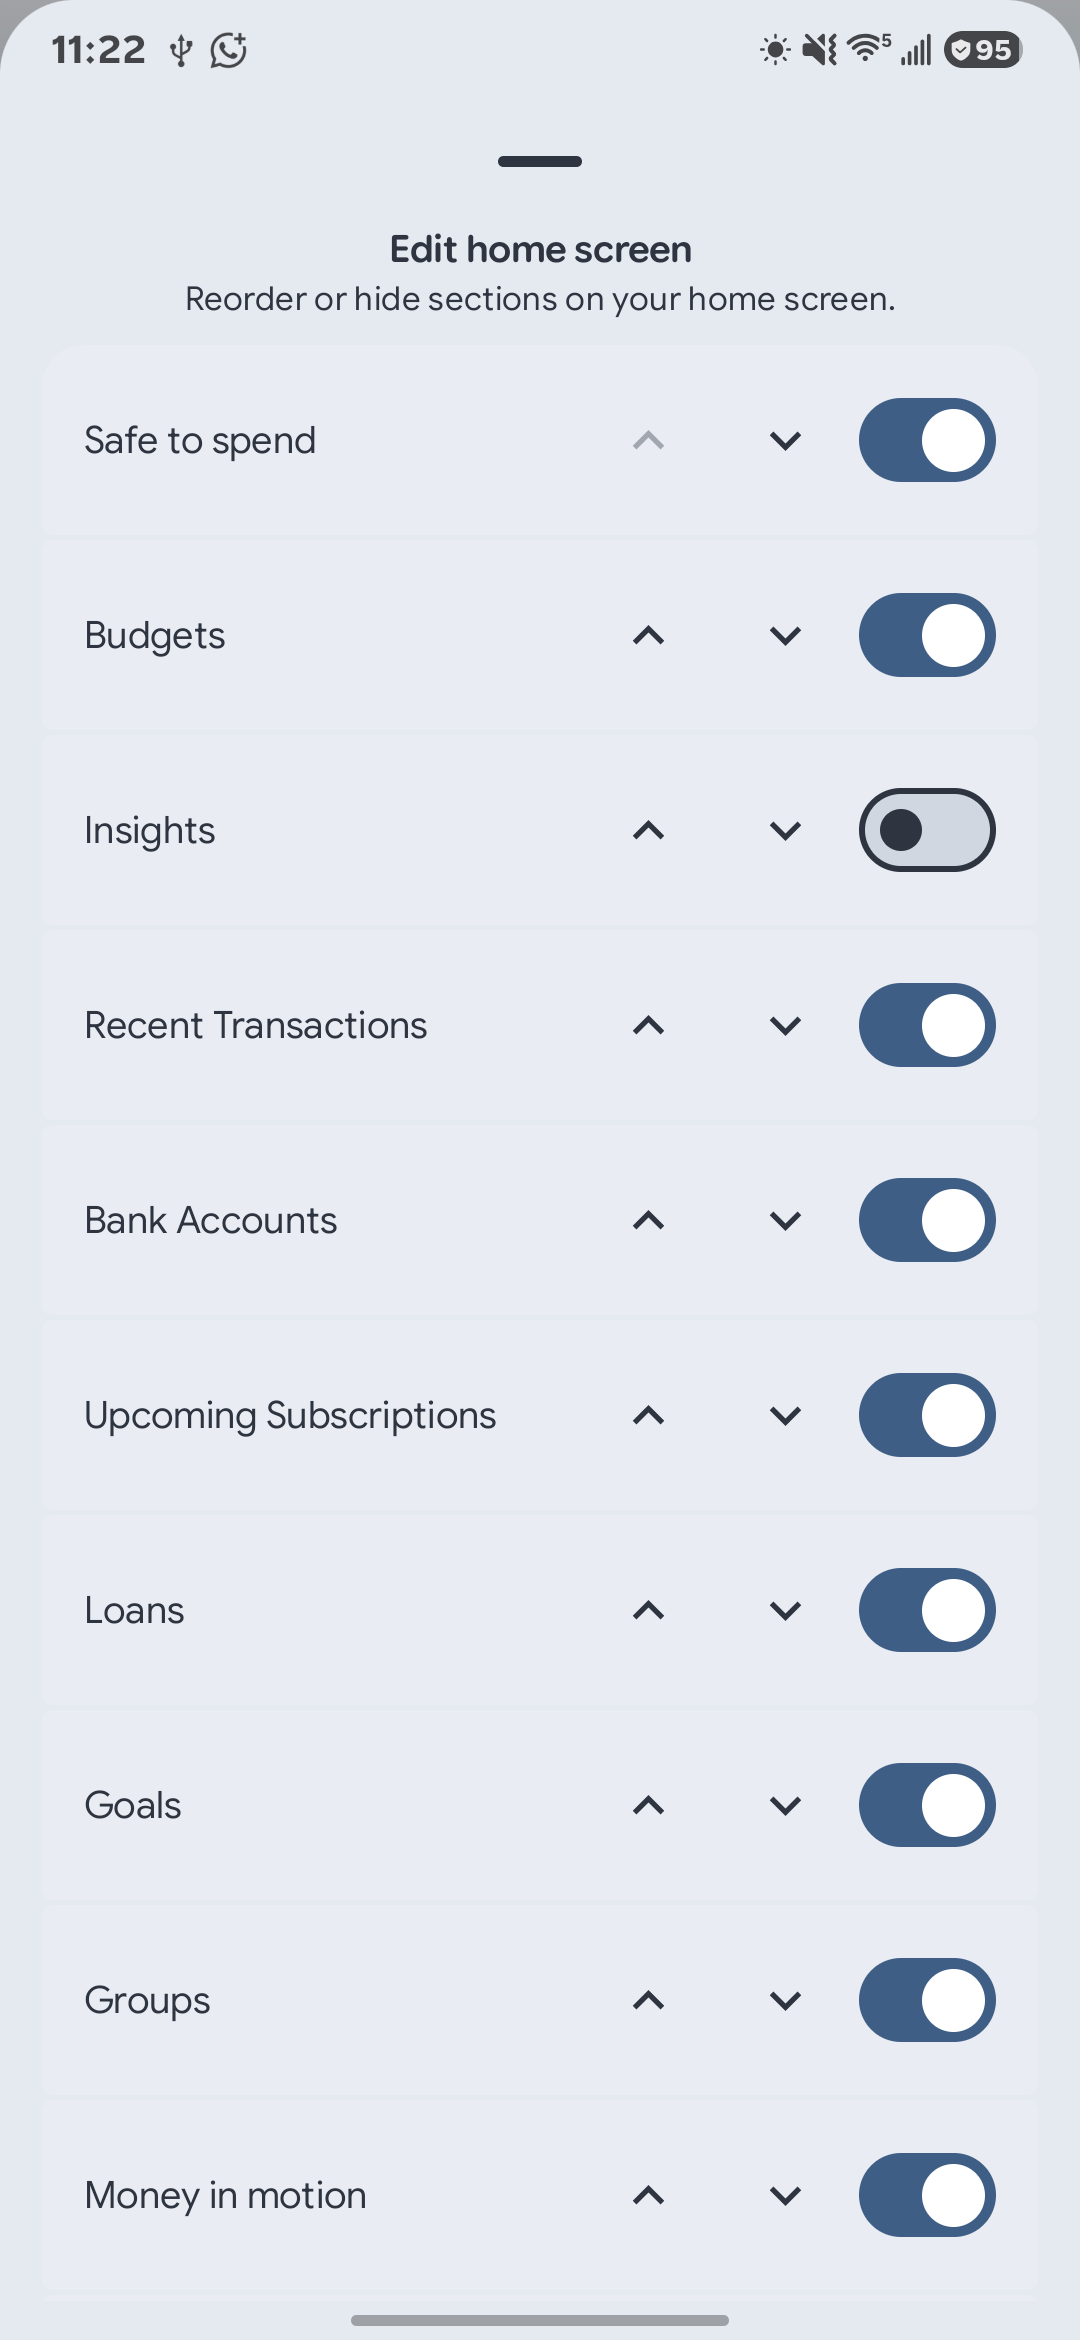 11:22
5
95
Edit home screen
Reorder or hide sections on your home screen.
Safe to spend
Budgets
Insights
Recent Transactions
Bank Accounts
Upcoming Subscriptions
Loans
Goals
Groups
Money in motion